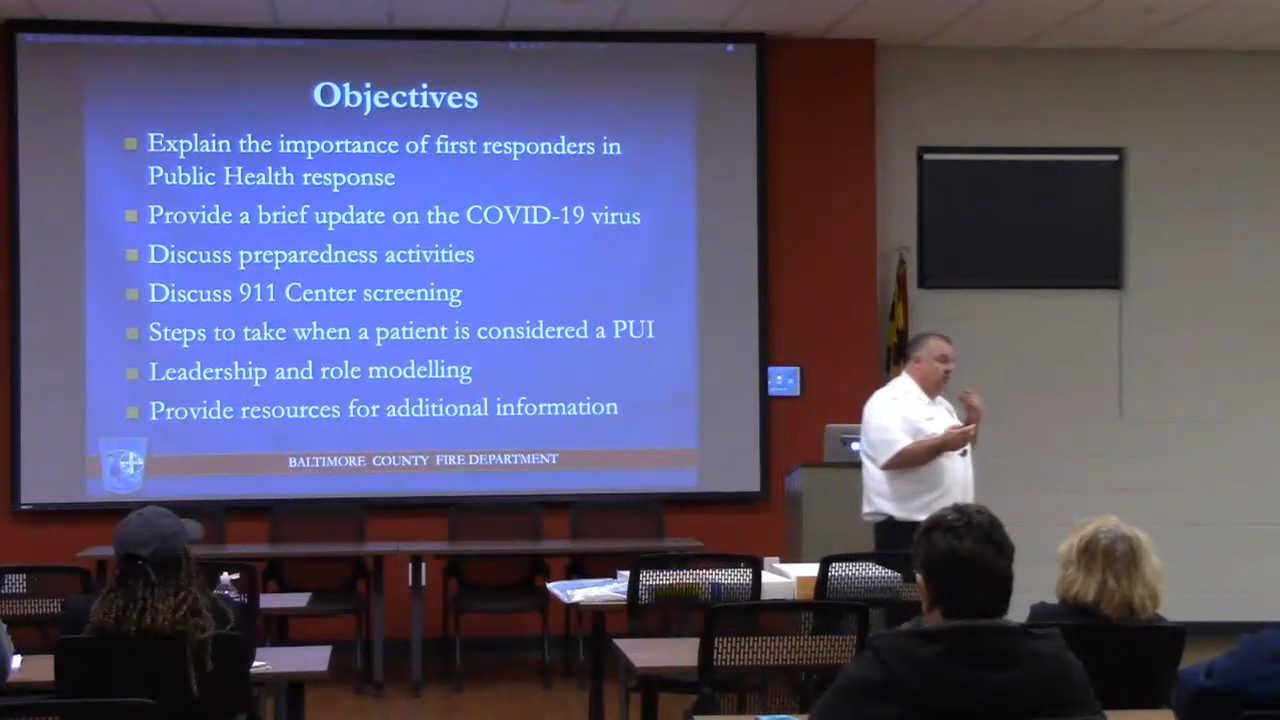 Objectives
Explain the importance of first responders in
Public Health response
Provide a brief update on the COVID-19 virus
Discuss preparedness activities
Discuss 911 Center screening
Steps to take when a patient is considered a PUI
Leadership and role modelling
Provide resources for additional information
BALTIMORE COUNTY FIRE DEPARTMENT